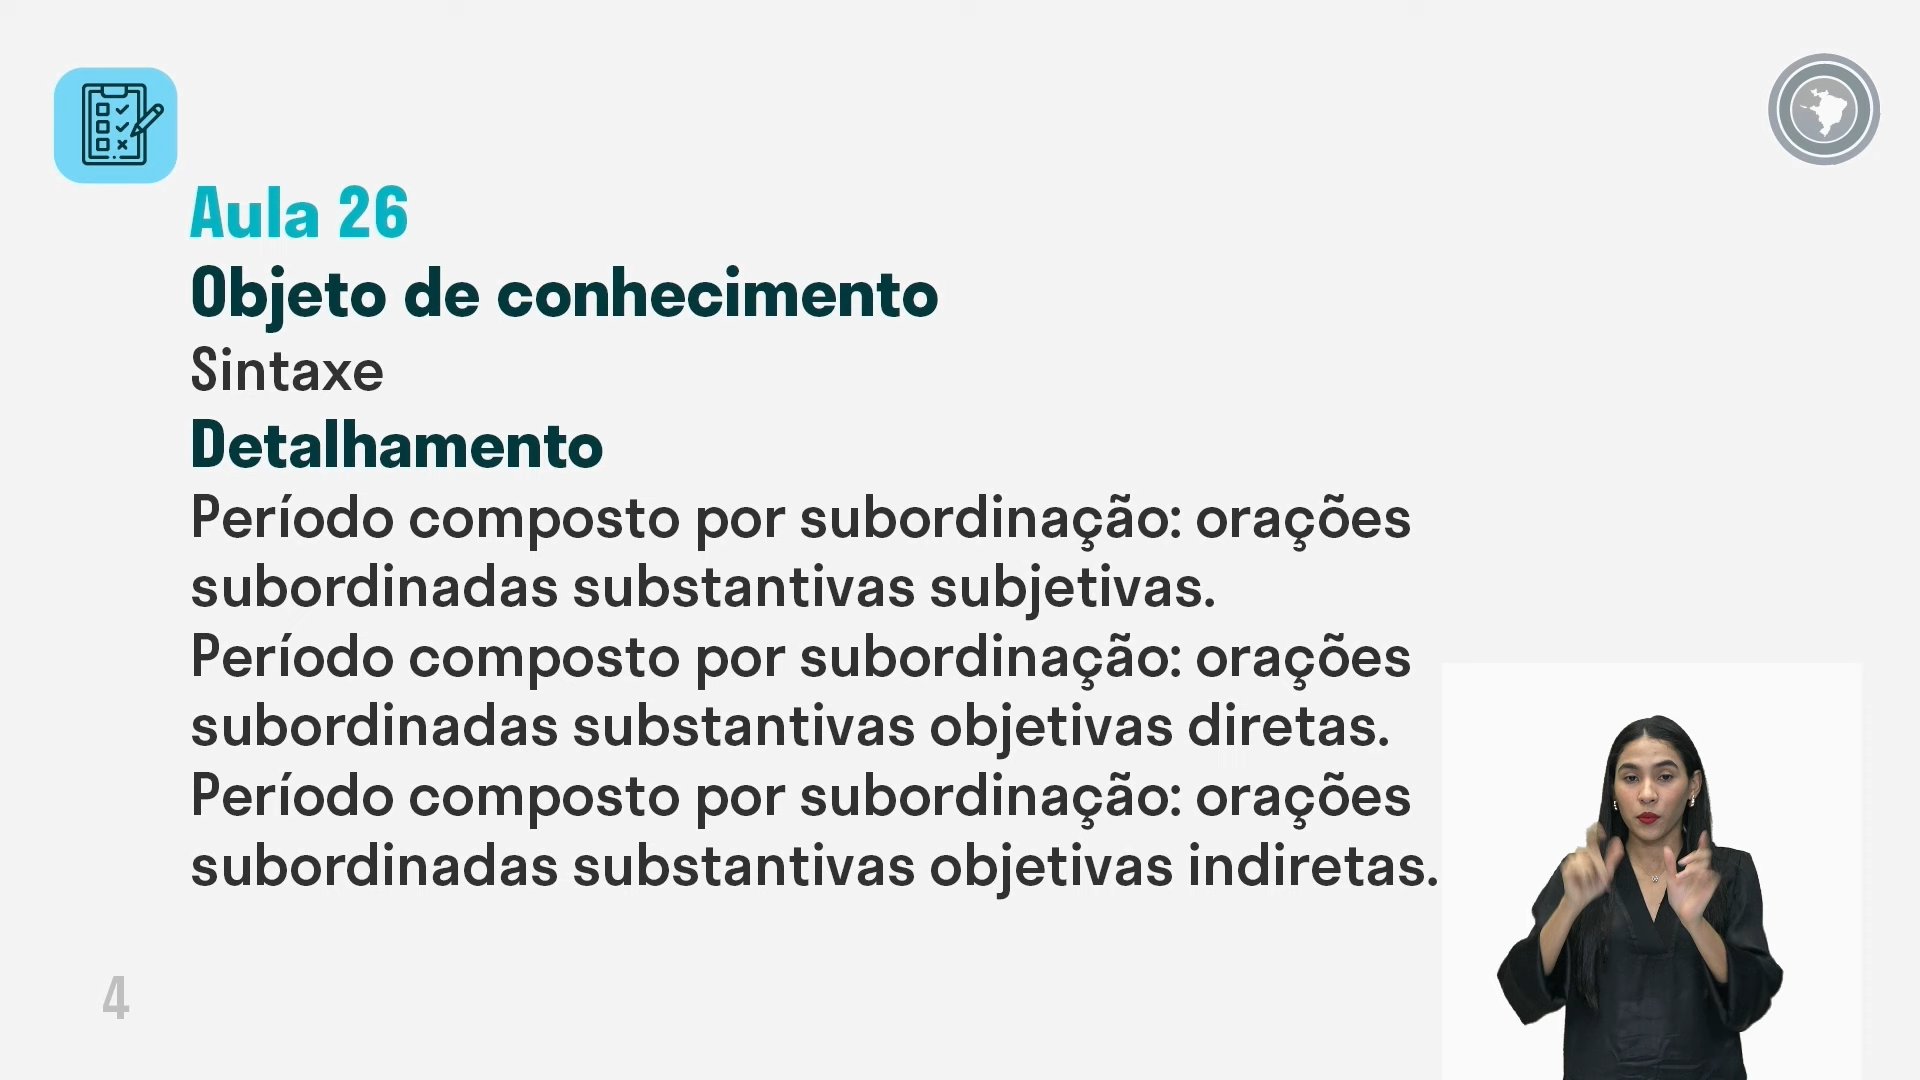 Aula 26
Objeto de conhecimento
Sintaxe
Detalhamento
Período composto por subordinação: orações
subordinadas substantivas subjetivas.
Período composto por subordinação: orações
subordinadas substantivas objetivas diretas.
Período composto por subordinação: orações
subordinadas substantivas objetivas indiretas.
4